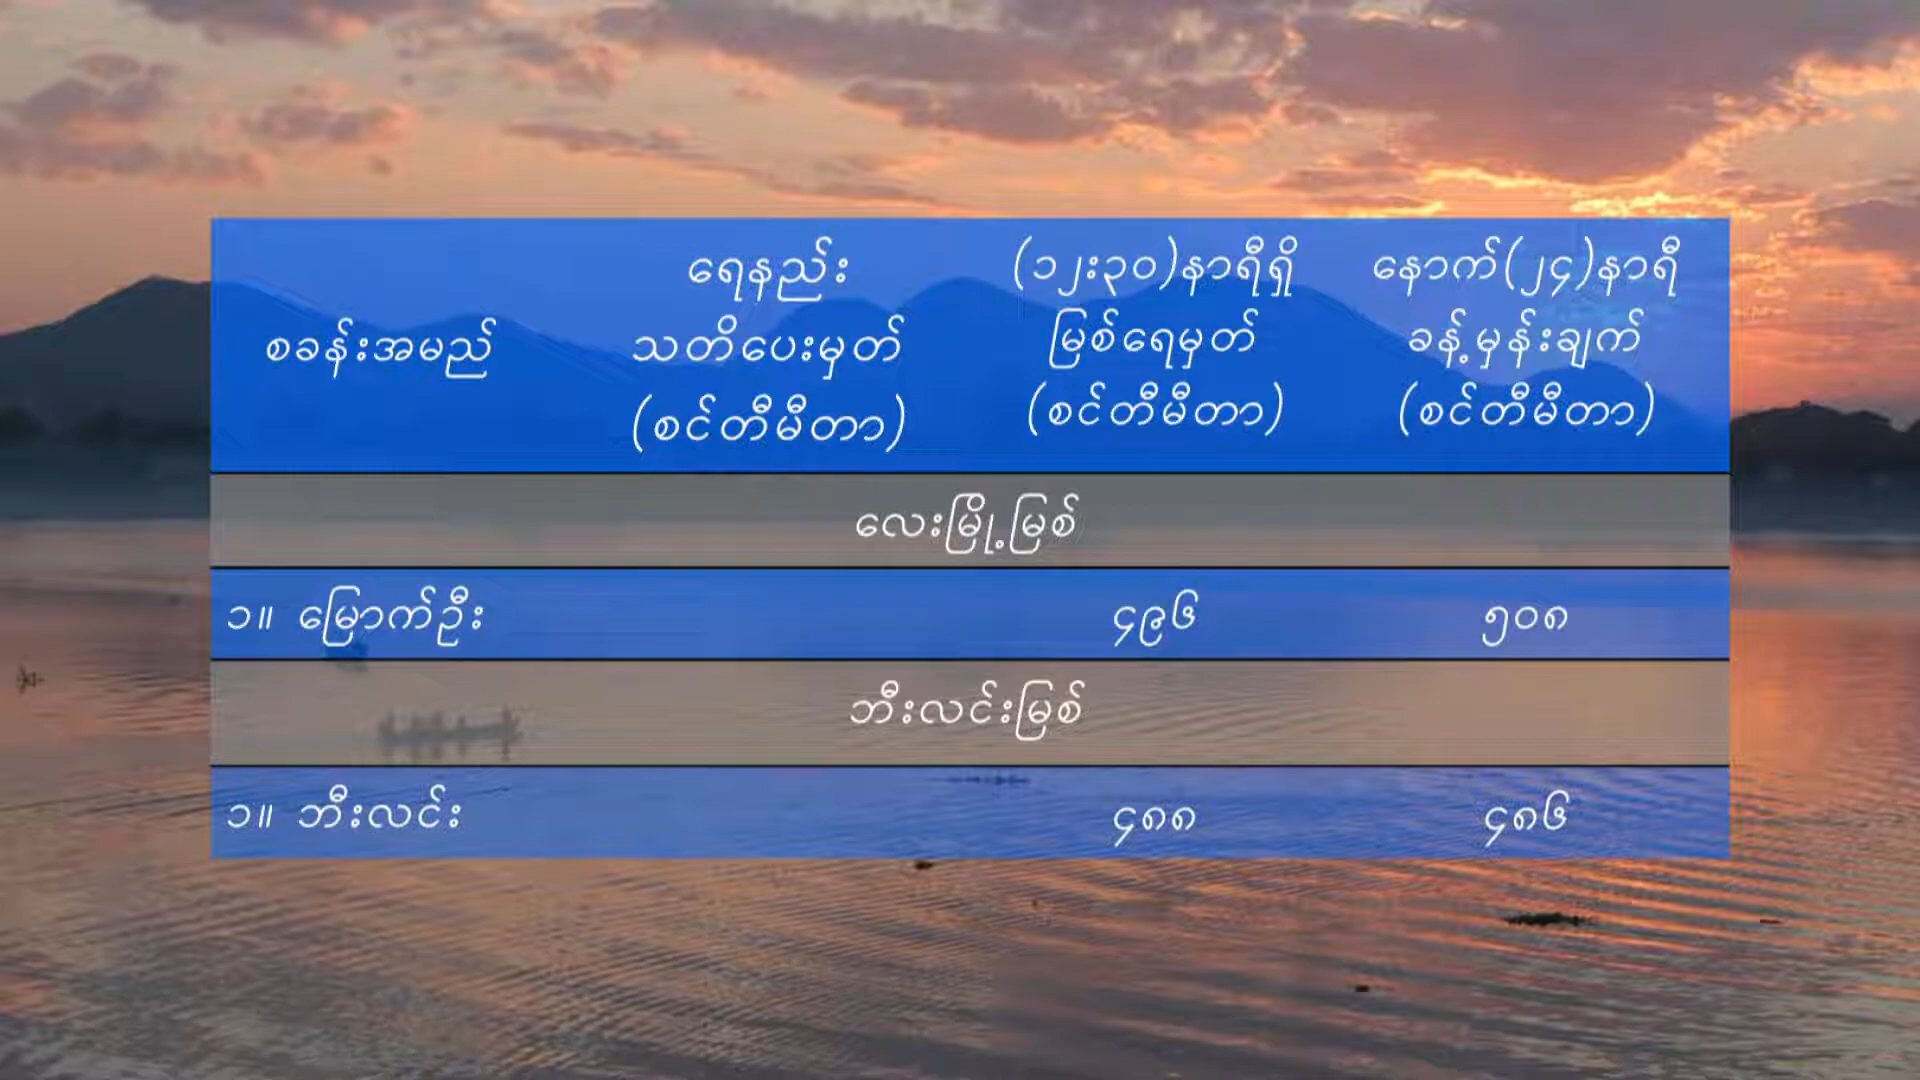 စခန်းအမည်
ရေနည်း
သတိပေးမှတ်
(စင်တီမီတာ)
(၁၂း၃၀)နာရီရှိ
မြစ်ရေမှတ်
(စင်တီမီတာ)
နောက်(၂၄)နာရီ
ခန့်မှန်းချက်
(စင်တီမီတာ)
လေးမြို့မြစ်
၁။ မြောက်ဦး ၄၉၆ ၅၀၈
ဘီးလင်းမြစ်
၁။ ဘီးလင်း ၄၈၈ ၄၈၆